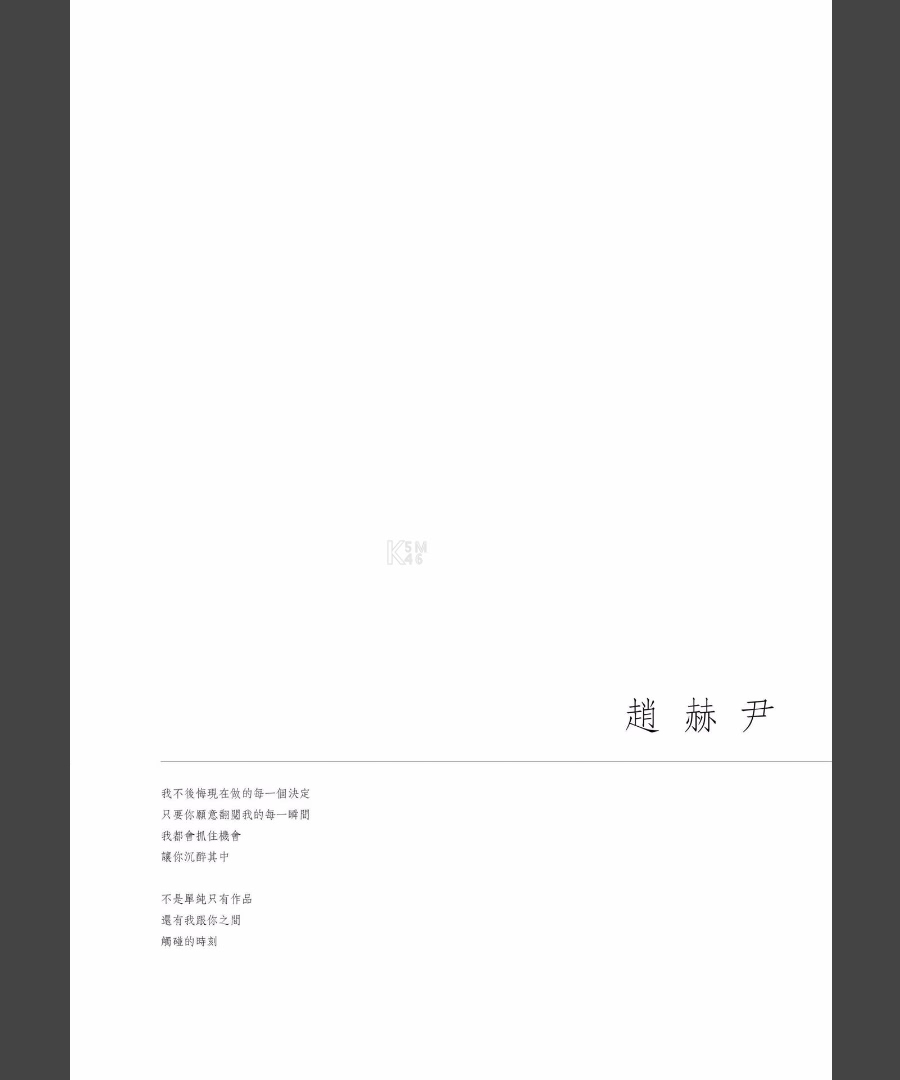 K5M
46
趙赫尹
我不後悔現在做的每一個決定
只要你願意翻閱我的每一瞬間
我都會抓住機會
讓你沉醉其中
不是單純只有作品
還有我跟你之間
觸碰的時刻